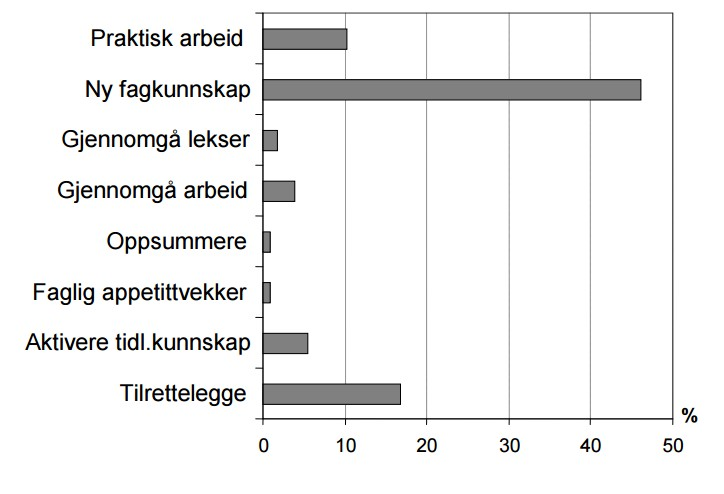 Praktisk arbeid
Ny fagkunnskap
Gjennomgå lekser
Gjennomgå arbeid
Oppsummere
Faglig appetittvekker
Aktivere tidl.kunnskap
Tilrettelegge
%
0 10 20 30 40 50